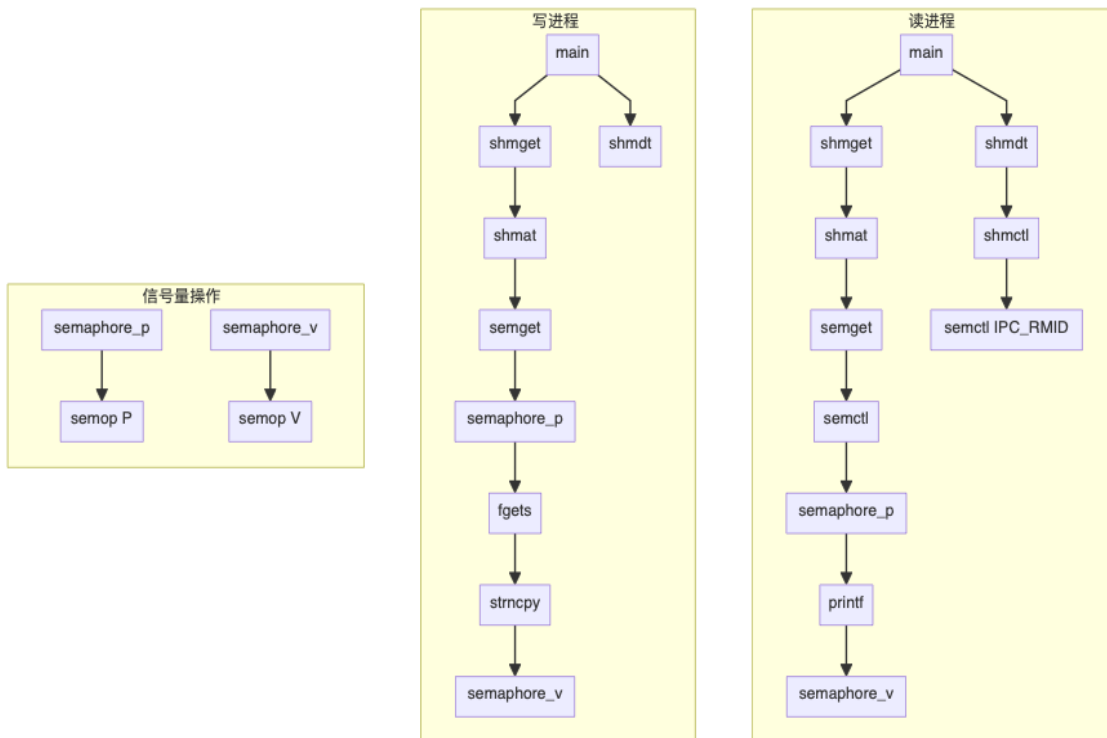 信号量操作
semaphore_p
semaphore_v
semop P
semop V
写进程
main
shmget
shmdt
shmat
semget
semaphore_p
fgets
strncpy
semaphore_v
读进程
main
shmget
shmdt
shmat
shmctl
semget
semctl IPC_RMID
semctl
semaphore_p
printf
semaphore_v